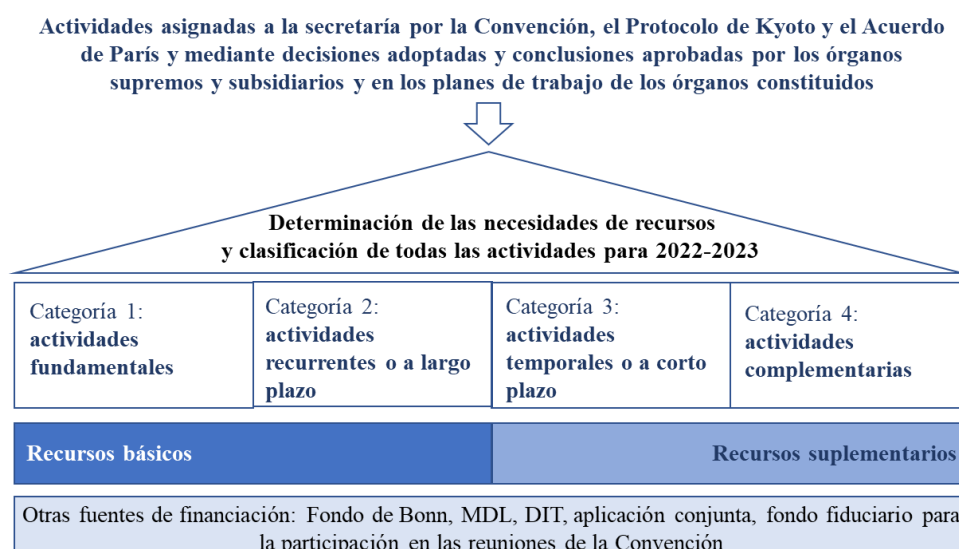 Actividades asignadas a la secretaría por la Convención, el Protocolo de Kyoto y el Acuerdo
de París y mediante decisiones adoptadas y conclusiones aprobadas por los órganos
supremos y subsidiarios y en los planes de trabajo de los órganos constituidos
Determinación de las necesidades de recursos
y clasificación de todas las actividades para 2022-2023
Categoría 1:
actividades
fundamentales
Categoría 2:
actividades
recurrentes o a largo
plazo
Categoría 3:
actividades
temporales o a corto
plazo
Categoría 4:
actividades
complementarias
Recursos básicos
Recursos suplementarios
Otras fuentes de financiación: Fondo de Bonn, MDL, DIT, aplicación conjunta, fondo fiduciario para
la participación en las reuniones de la Convención